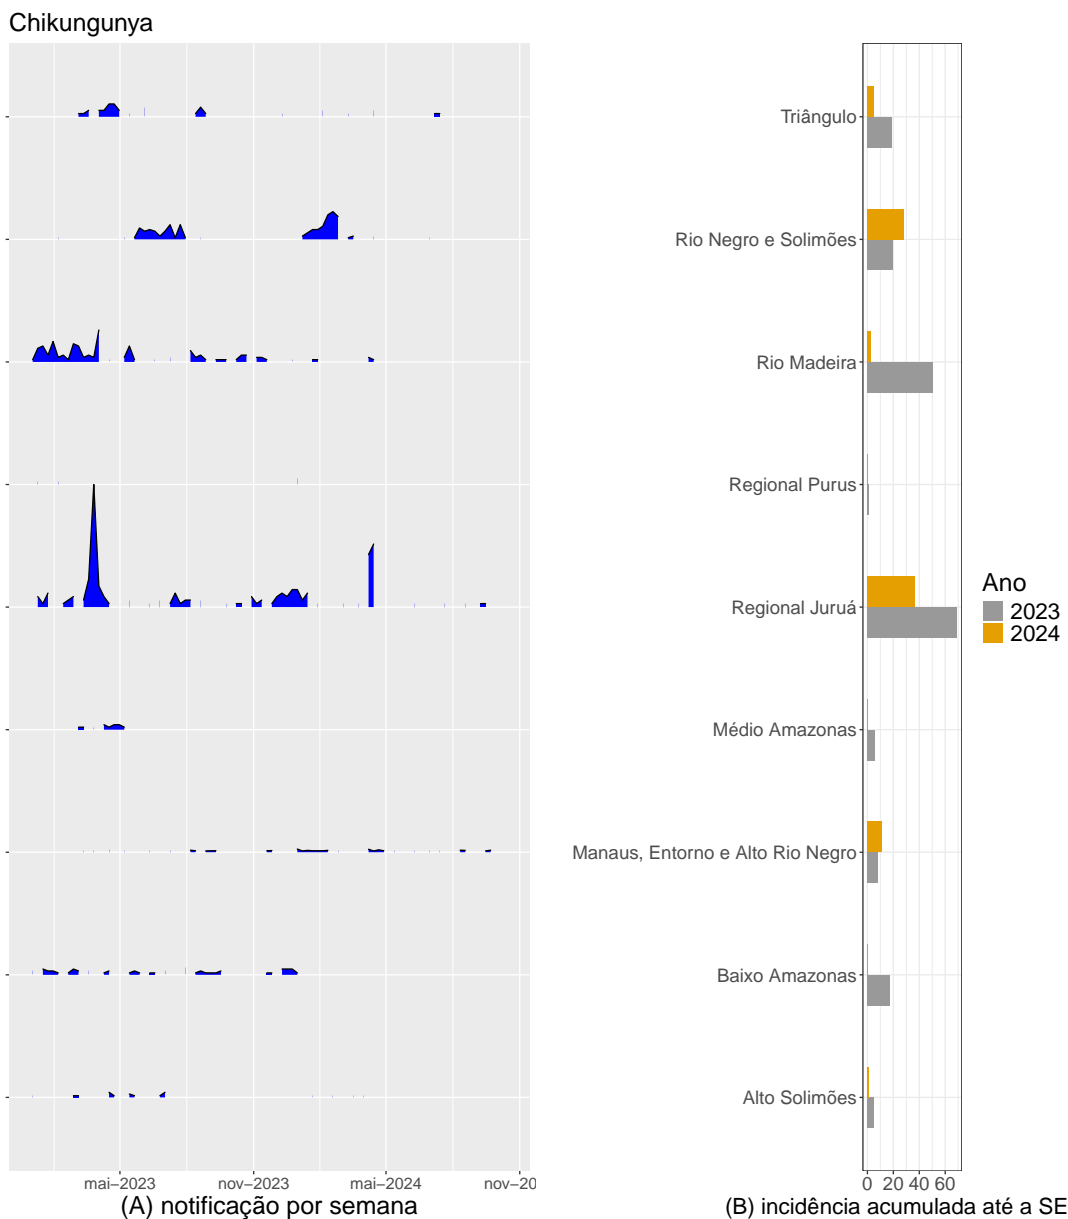 Chikungunya
Triângulo
Rio Negro e Solimões
Rio Madeira
Regional Purus
Regional Juruá
Médio Amazonas
Manaus, Entorno e Alto Rio Negro
Baixo Amazonas
Alto Solimões
Ano
2023
2024
mai–2023
nov–2023
mai–2024
nov–20
0 20 40 60
(A) notificação por semana
(B) incidência acumulada até a SE